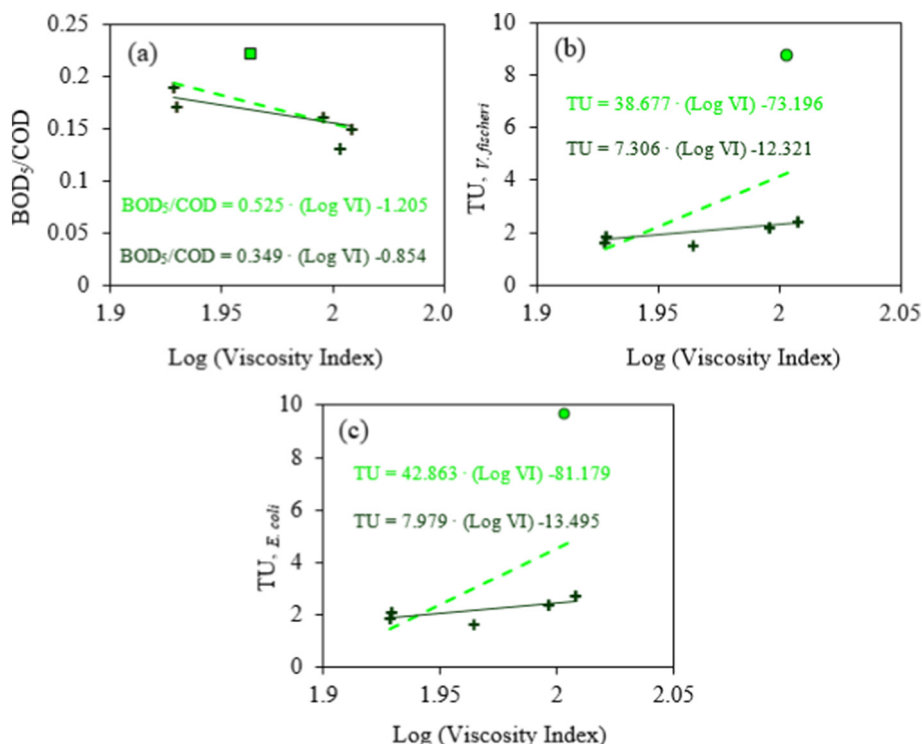 (a)
0.25
0.2
0.15
0.1
0.05
0
BOD₅/COD
BOD₅/COD = 0.525 · (Log VI) -1.205
BOD₅/COD = 0.349 · (Log VI) -0.854
1.9 1.95 2 2.0
Log (Viscosity Index)
(b)
10
8
6
4
2
0
TU, V. fischeri
TU = 38.677 · (Log VI) -73.196
TU = 7.306 · (Log VI) -12.321
1.9 1.95 2 2.05
Log (Viscosity Index)
(c)
10
8
6
4
2
0
TU, E. coli
TU = 42.863 · (Log VI) -81.179
TU = 7.979 · (Log VI) -13.495
1.9 1.95 2 2.05
Log (Viscosity Index)